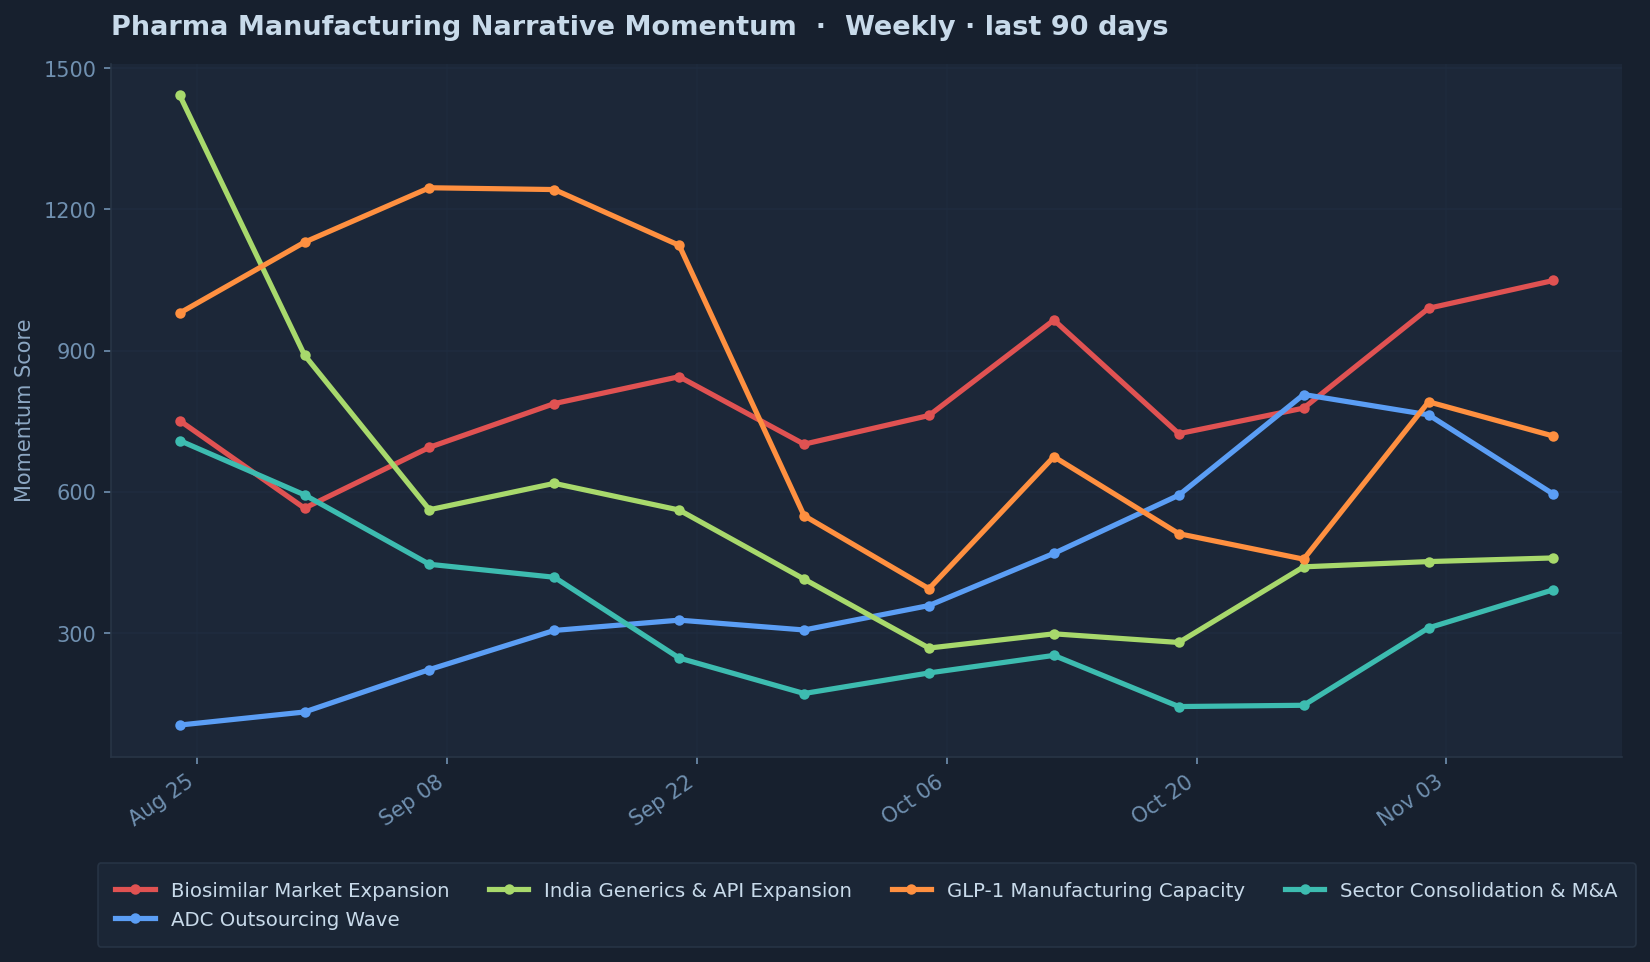 Pharma Manufacturing Narrative Momentum · Weekly · last 90 days
Momentum Score
1500
1200
900
600
300
Aug 25
Sep 08
Sep 22
Oct 06
Oct 20
Nov 03
Biosimilar Market Expansion
India Generics & API Expansion
GLP-1 Manufacturing Capacity
Sector Consolidation & M&A
ADC Outsourcing Wave